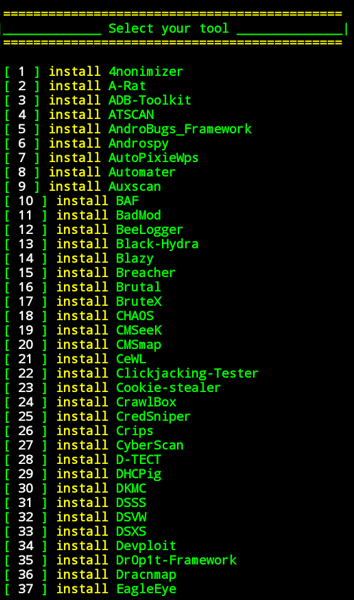 =============================================
_____________ Select your tool ______________|
=============================================
[ 1 ] install 4nonimizer
[ 2 ] install A-Rat
[ 3 ] install ADB-Toolkit
[ 4 ] install ATSCAN
[ 5 ] install AndroBugs_Framework
[ 6 ] install Androspy
[ 7 ] install AutoPixieWps
[ 8 ] install Automater
[ 9 ] install Auxscan
[ 10 ] install BAF
[ 11 ] install BadMod
[ 12 ] install BeeLogger
[ 13 ] install Black-Hydra
[ 14 ] install Blazy
[ 15 ] install Breacher
[ 16 ] install Brutal
[ 17 ] install BruteX
[ 18 ] install CHAOS
[ 19 ] install CMSeeK
[ 20 ] install CMSmap
[ 21 ] install CeWL
[ 22 ] install Clickjacking-Tester
[ 23 ] install Cookie-stealer
[ 24 ] install CrawlBox
[ 25 ] install CredSniper
[ 26 ] install Crips
[ 27 ] install CyberScan
[ 28 ] install D-TECT
[ 29 ] install DHCPig
[ 30 ] install DKMC
[ 31 ] install DSSS
[ 32 ] install DSVW
[ 33 ] install DSXS
[ 34 ] install Devploit
[ 35 ] install Dr0p1t-Framework
[ 36 ] install Dracnmap
[ 37 ] install EagleEye